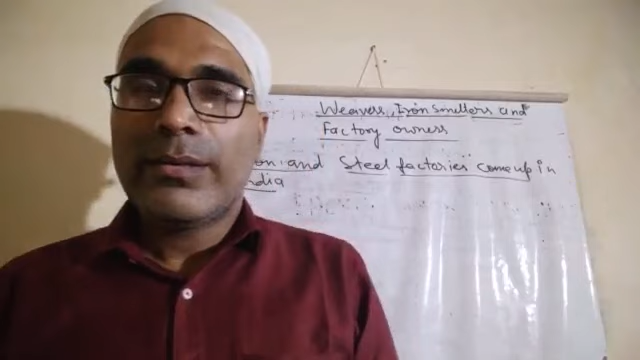 Weavers, Iron smelters and
Factory owners
and Steel factories come up in